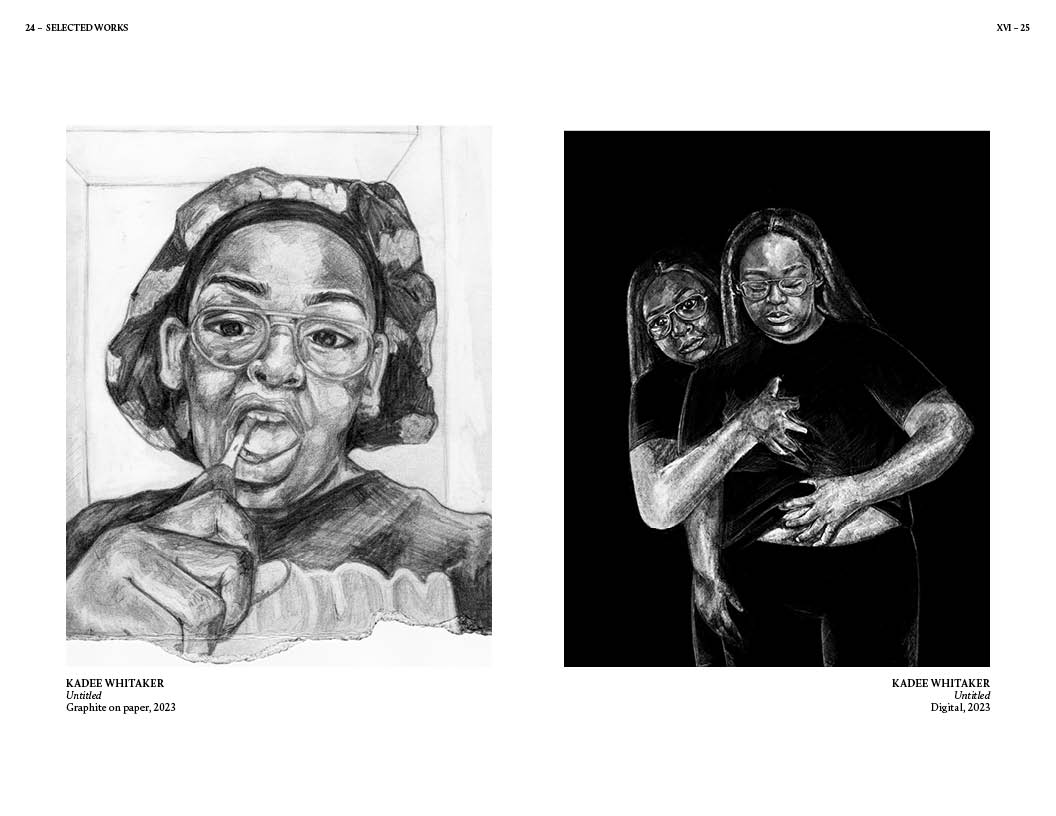 24 – SELECTED WORKS
XVI – 25
KADEE WHITAKER
Untitled
Graphite on paper, 2023
KADEE WHITAKER
Untitled
Digital, 2023